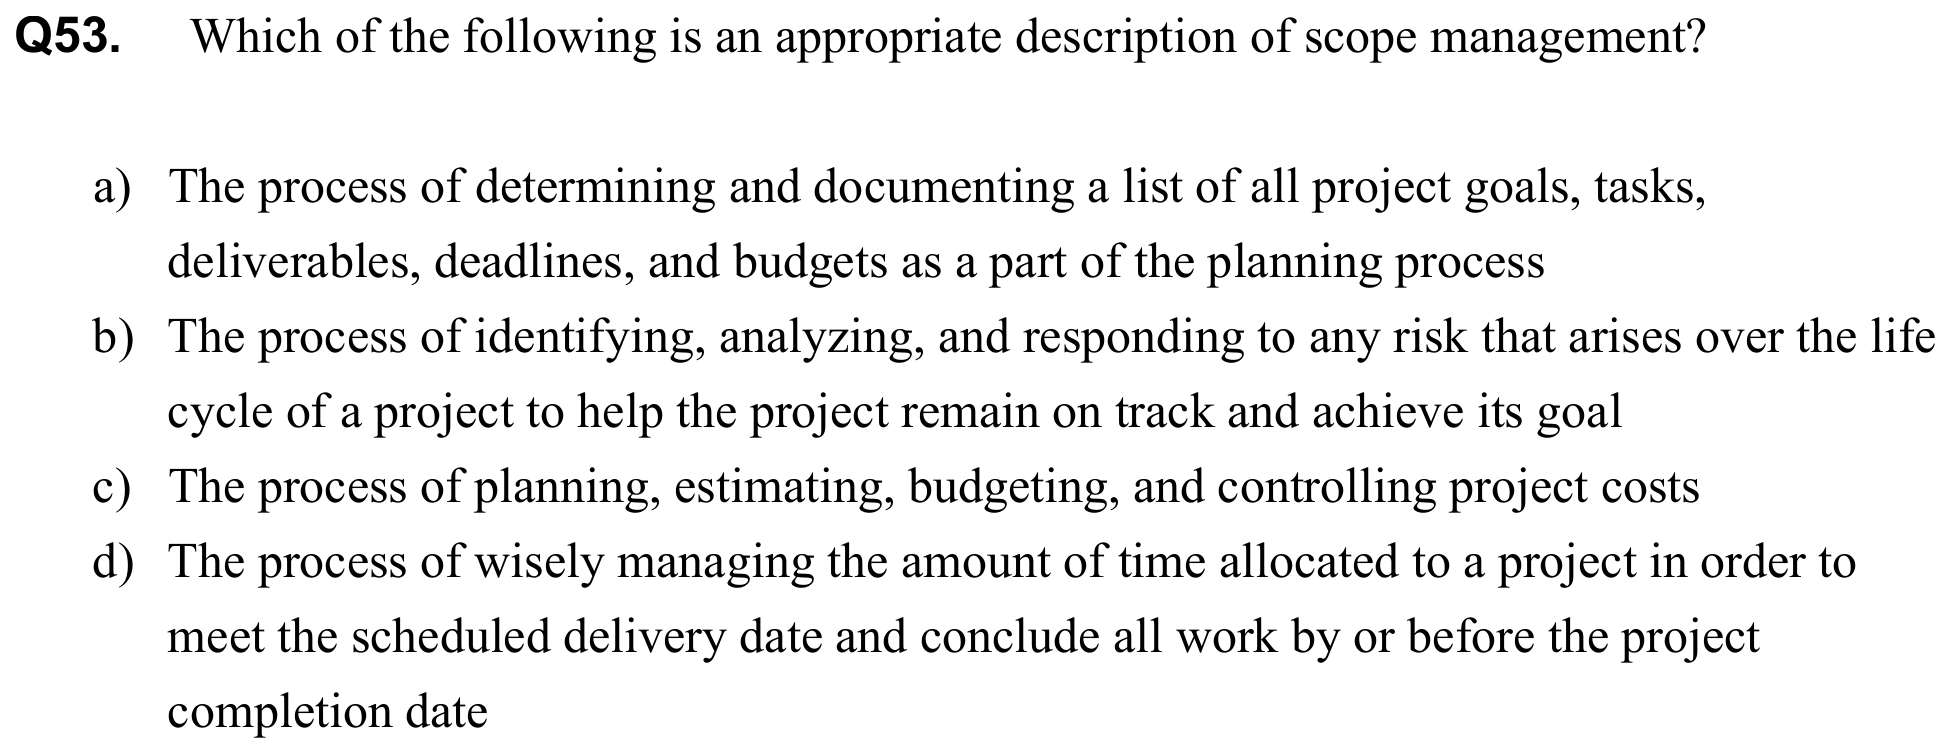 Q53. Which of the following is an appropriate description of scope management?
a) The process of determining and documenting a list of all project goals, tasks,
deliverables, deadlines, and budgets as a part of the planning process
b) The process of identifying, analyzing, and responding to any risk that arises over the life
cycle of a project to help the project remain on track and achieve its goal
c) The process of planning, estimating, budgeting, and controlling project costs
d) The process of wisely managing the amount of time allocated to a project in order to
meet the scheduled delivery date and conclude all work by or before the project
completion date